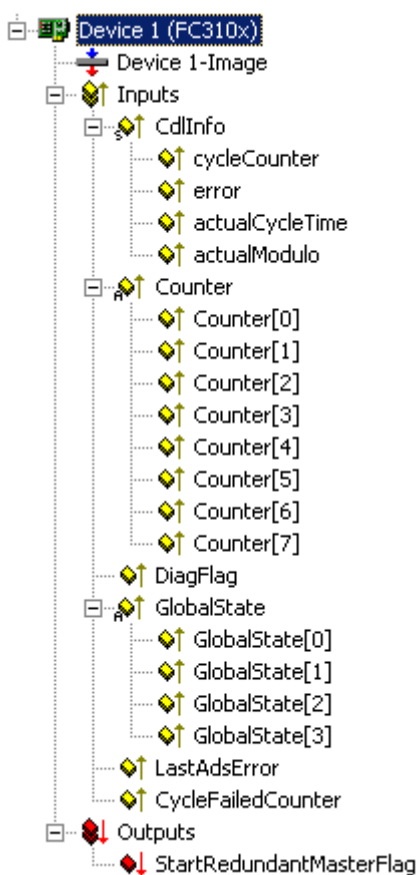 Device 1 (FC310x)
Device 1-Image
Inputs
CdlInfo
cycleCounter
error
actualCycleTime
actualModulo
Counter
Counter[0]
Counter[1]
Counter[2]
Counter[3]
Counter[4]
Counter[5]
Counter[6]
Counter[7]
DiagFlag
GlobalState
GlobalState[0]
GlobalState[1]
GlobalState[2]
GlobalState[3]
LastAdsError
CycleFailedCounter
Outputs
StartRedundantMasterFlag